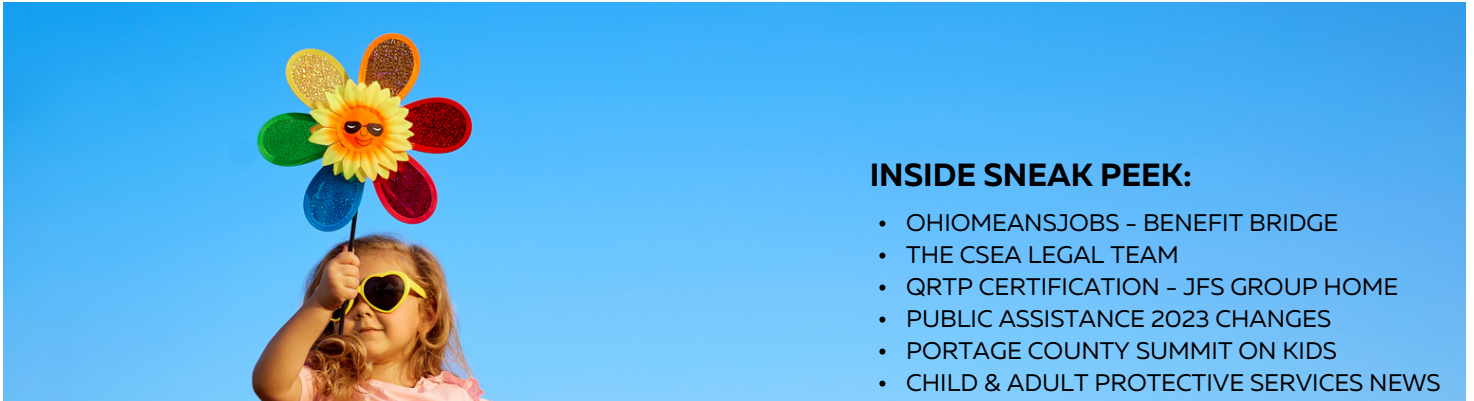 INSIDE SNEAK PEEK:
• OHIOMEANSJOBS - BENEFIT BRIDGE
• THE CSEA LEGAL TEAM
• QRTP CERTIFICATION - JFS GROUP HOME
• PUBLIC ASSISTANCE 2023 CHANGES
• PORTAGE COUNTY SUMMIT ON KIDS
• CHILD & ADULT PROTECTIVE SERVICES NEWS